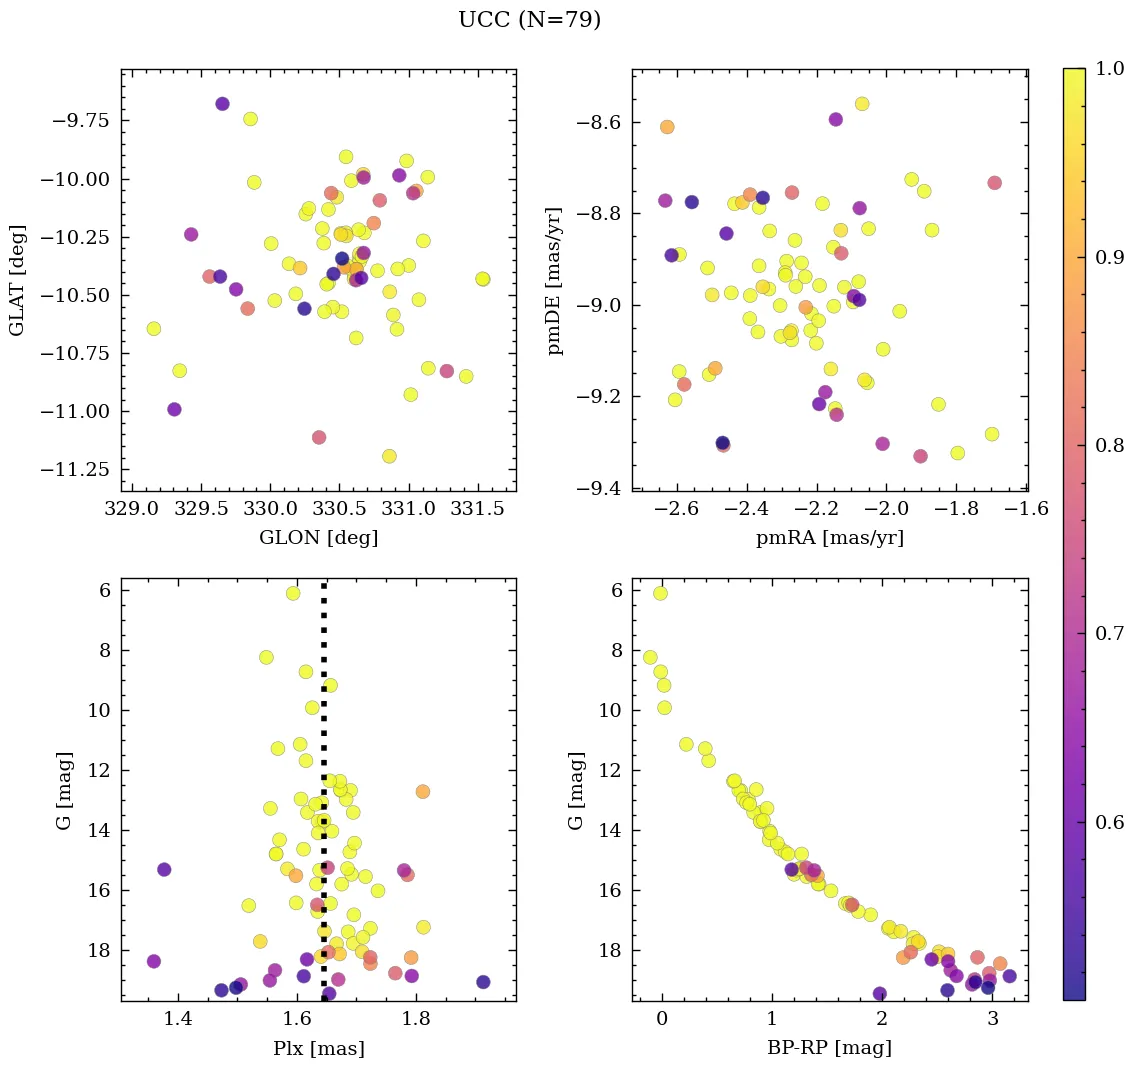 UCC (N=79)
−9.75
−10.00
−10.25
−10.50
−10.75
−11.00
−11.25
GLAT [deg]
329.0 329.5 330.0 330.5 331.0 331.5
GLON [deg]
−8.6
−8.8
−9.0
−9.2
−9.4
pmDE [mas/yr]
−2.6 −2.4 −2.2 −2.0 −1.8 −1.6
pmRA [mas/yr]
6
8
10
12
14
16
18
G [mag]
1.4 1.6 1.8
Plx [mas]
6
8
10
12
14
16
18
G [mag]
0 1 2 3
BP-RP [mag]
1.0
0.9
0.8
0.7
0.6